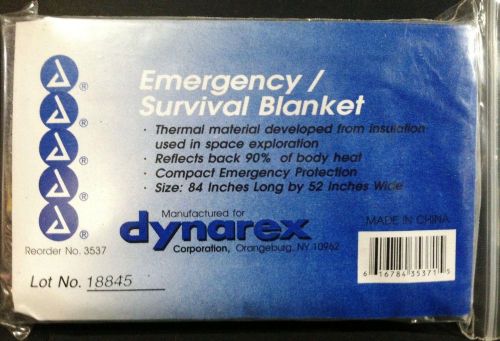 Emergency /
Survival Blanket
· Thermal material developed from insulation
used in space exploration
· Reflects back 90% of body heat
· Compact Emergency Protection
· Size: 84 Inches Long by 52 Inches Wide
Manufactured for
dynarex
Corporation, Orangeburg, NY 10962
MADE IN CHINA
® 
®
®
®
®
Reorder No. 3537
Lot No. 18845
6 16784 35371 5